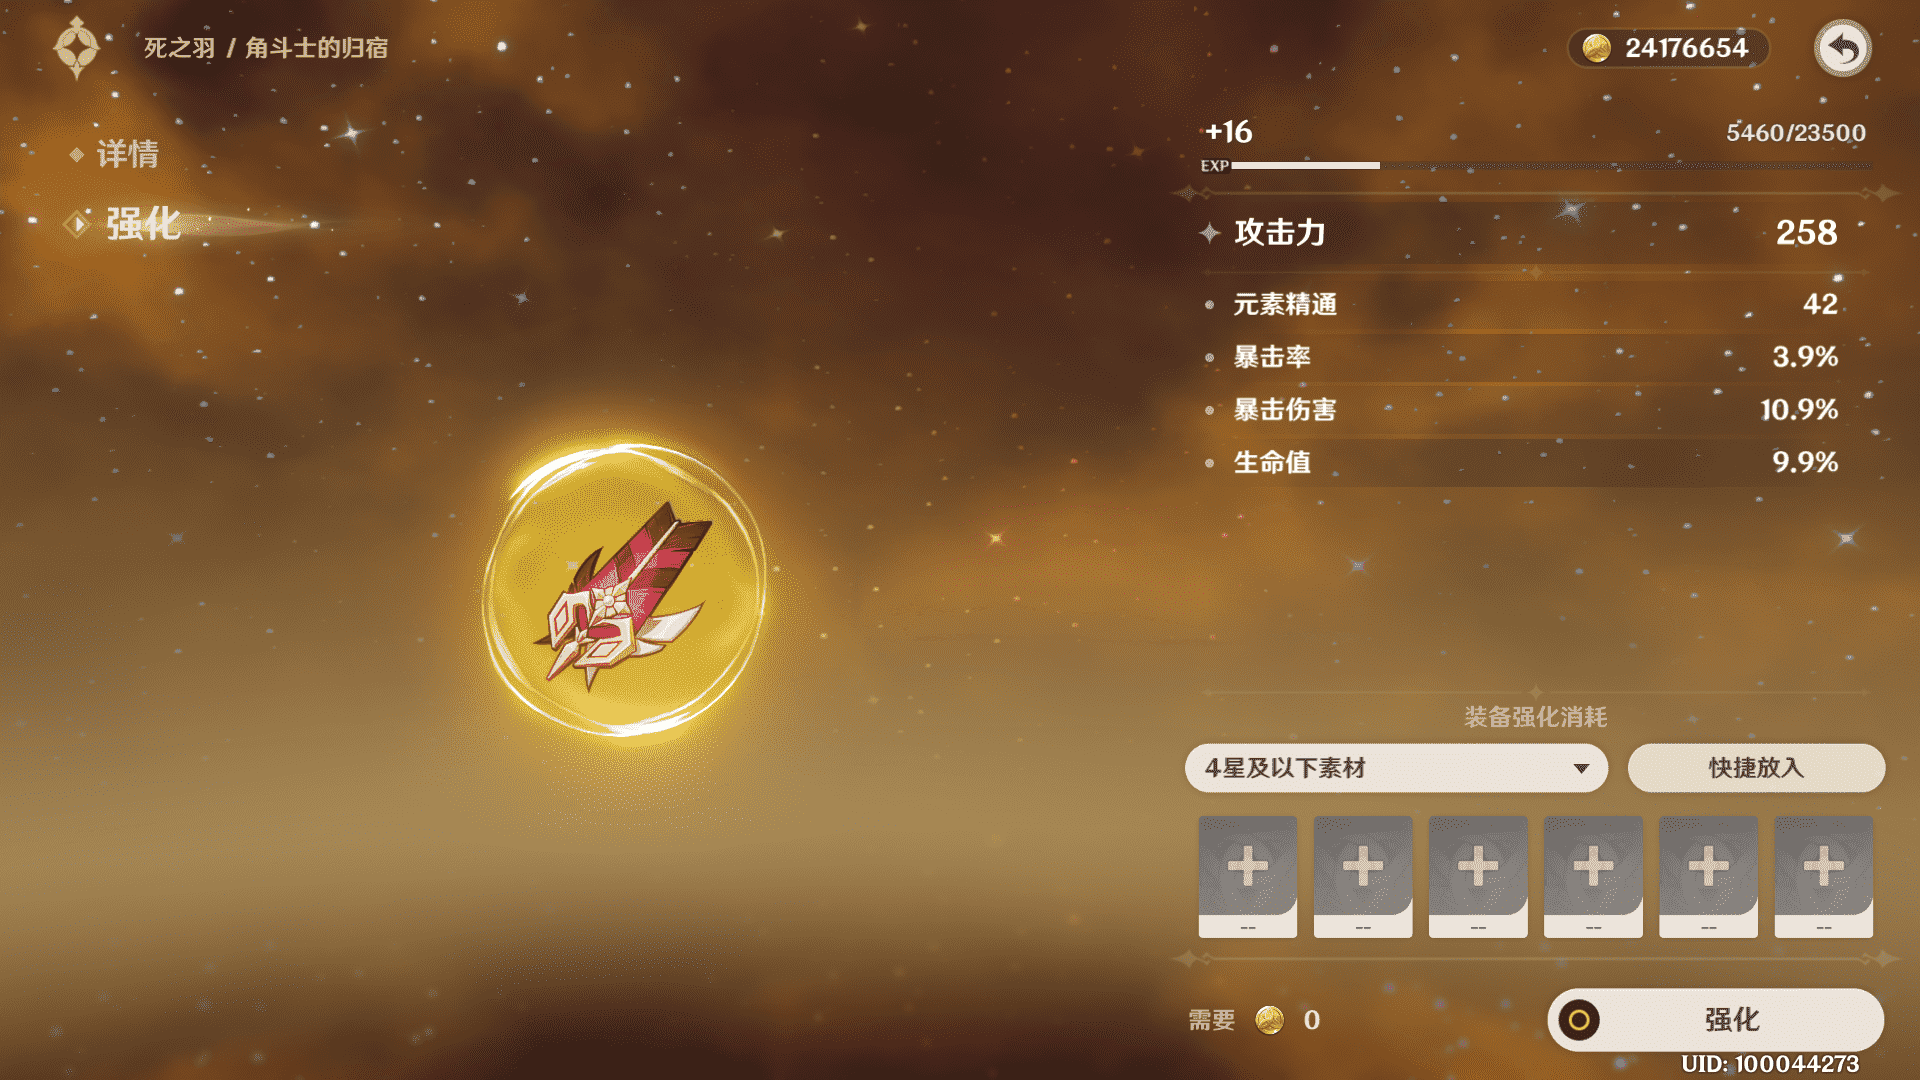 死之羽 / 角斗士的归宿
24176654
详情
强化
+16
5460/23500
EXP
攻击力 258
元素精通 42
暴击率 3.9%
暴击伤害 10.9%
生命值 9.9%
装备强化消耗
4星及以下素材
快捷放入
-- -- -- -- -- --
需要 0
强化
UID: 100044273